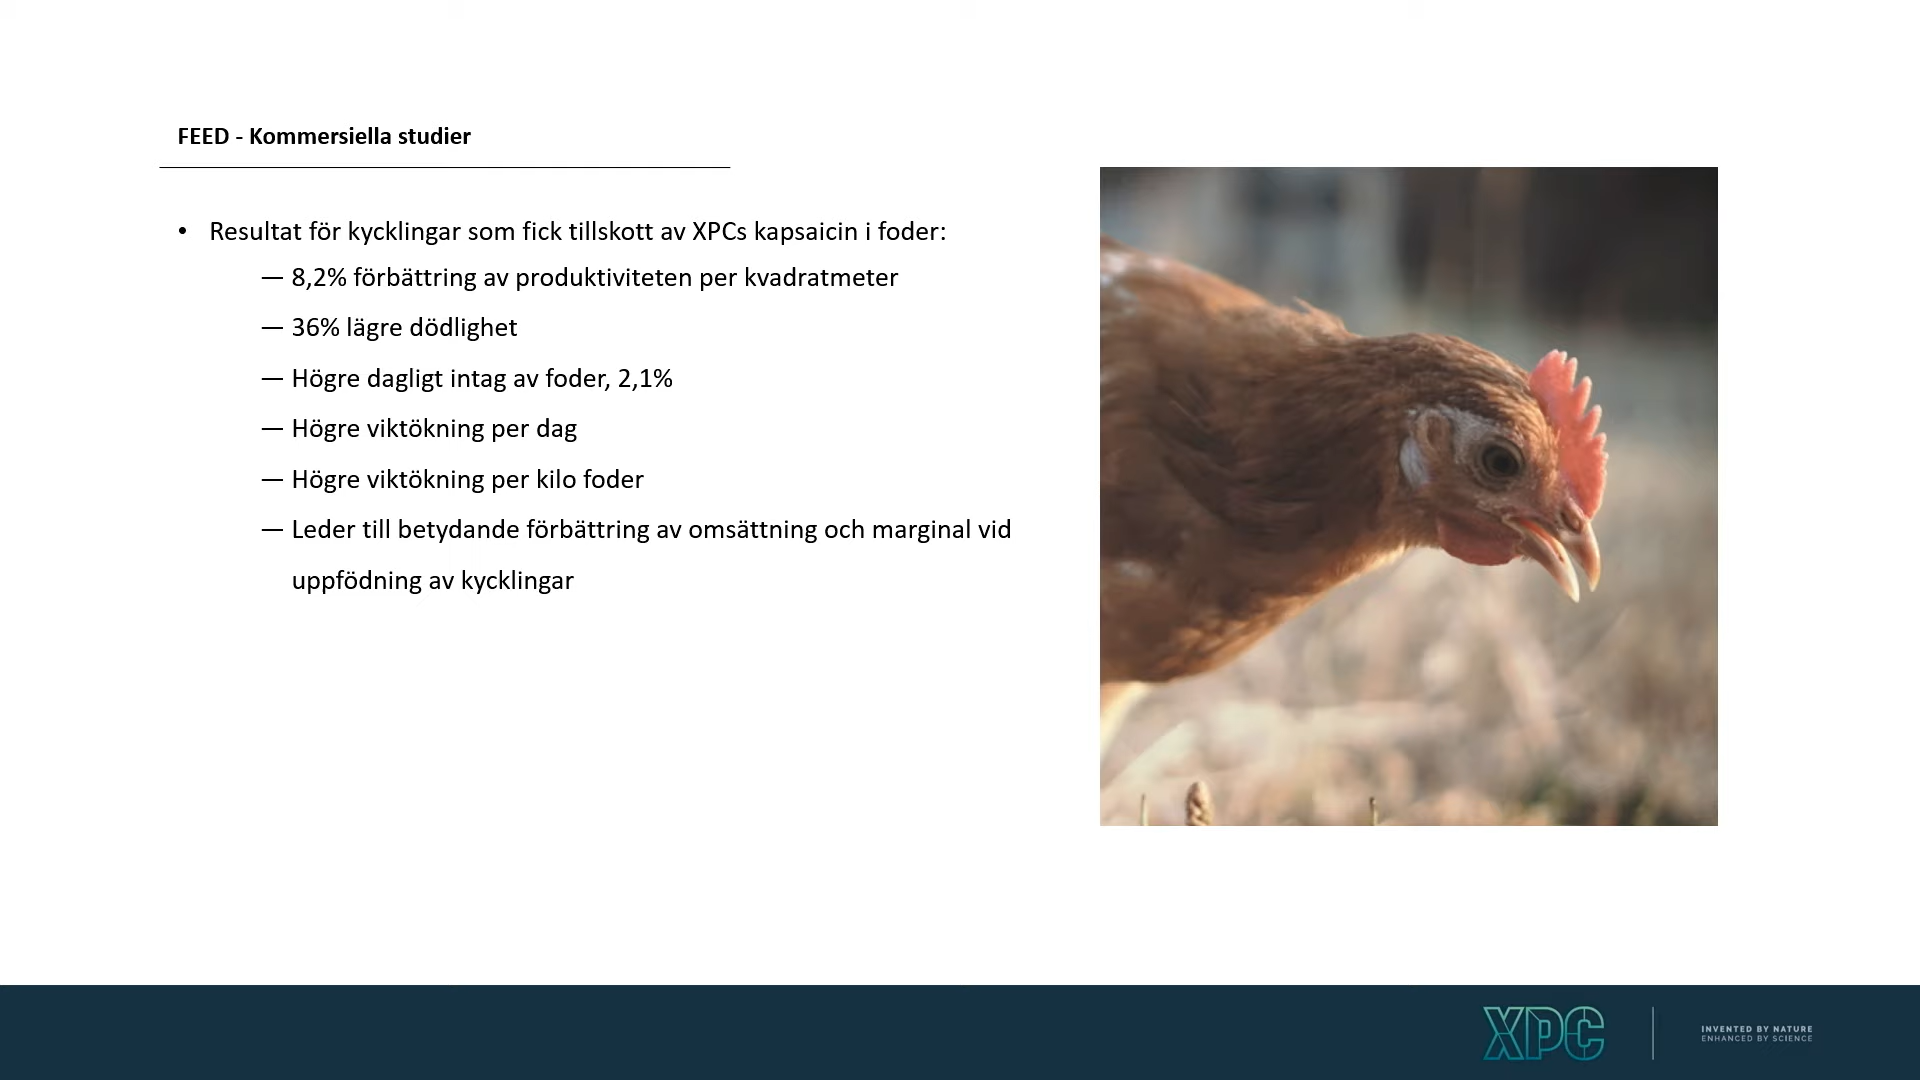 FEED - Kommersiella studier
• Resultat för kycklingar som fick tillskott av XPCs kapsaicin i foder:
— 8,2% förbättring av produktiviteten per kvadratmeter
— 36% lägre dödlighet
— Högre dagligt intag av foder, 2,1%
— Högre viktökning per dag
— Högre viktökning per kilo foder
— Leder till betydande förbättring av omsättning och marginal vid
uppfödning av kycklingar
XPC
INVENTED BY NATURE
ENHANCED BY SCIENCE